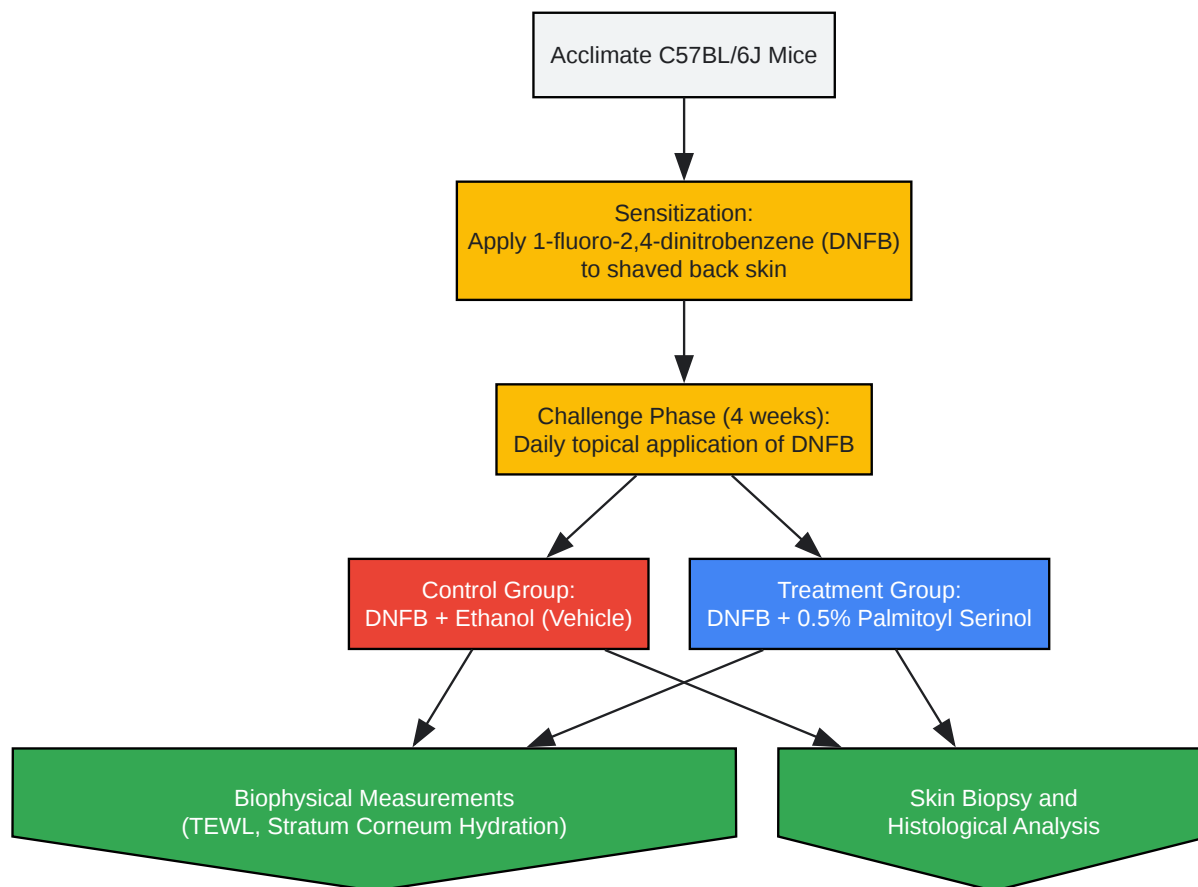 Acclimate C57BL/6J Mice
Sensitization:
Apply 1-fluoro-2,4-dinitrobenzene (DNFB)
to shaved back skin
Challenge Phase (4 weeks):
Daily topical application of DNFB
Control Group:
DNFB + Ethanol (Vehicle)
Treatment Group:
DNFB + 0.5% Palmitoyl Serinol
Biophysical Measurements
(TEWL, Stratum Corneum Hydration)
Skin Biopsy and
Histological Analysis